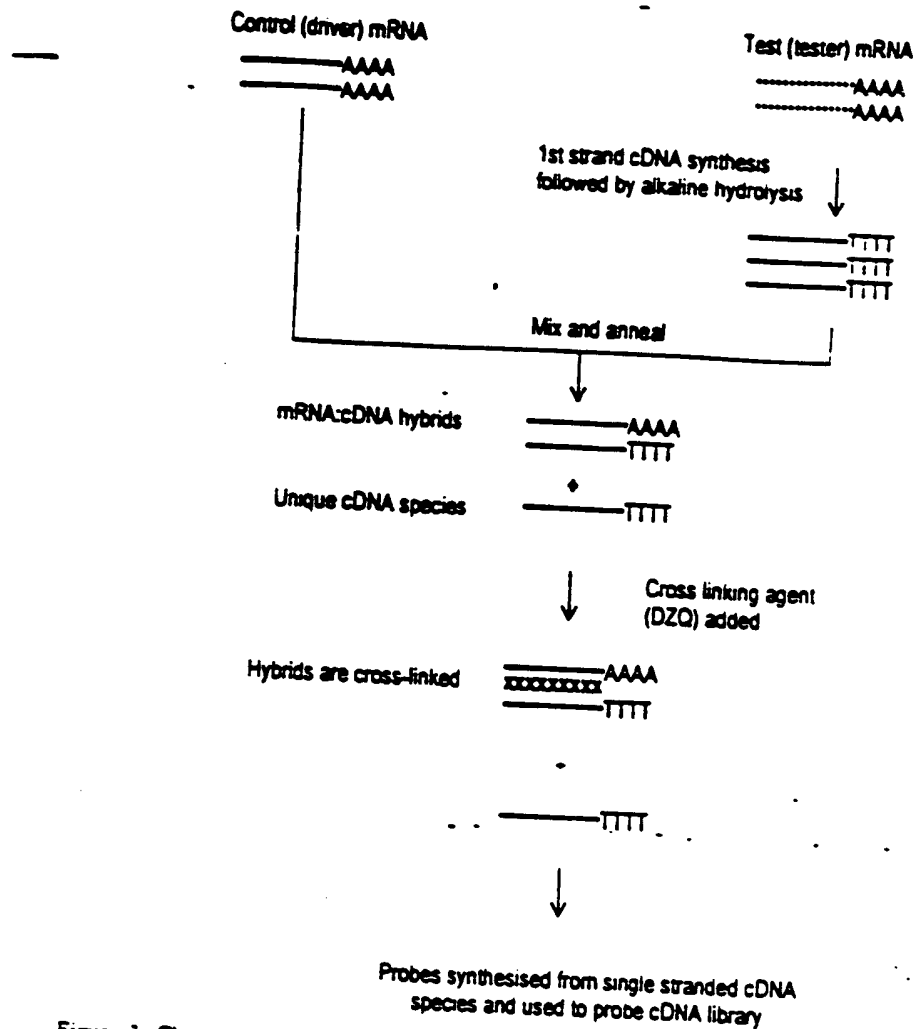 Control (driver) mRNA
AAAA
AAAA
Test (tester) mRNA
AAAA
AAAA
1st strand cDNA synthesis
followed by alkaline hydrolysis
TTTT
TTTT
TTTT
Mix and anneal
mRNA:cDNA hybrids
AAAA
TTTT
+
Unique cDNA species
TTTT
Cross linking agent
(DZQ) added
Hybrids are cross-linked
AAAA
xxxxxxxxx
TTTT
TTTT
Probes synthesised from single stranded cDNA
species and used to probe cDNA library